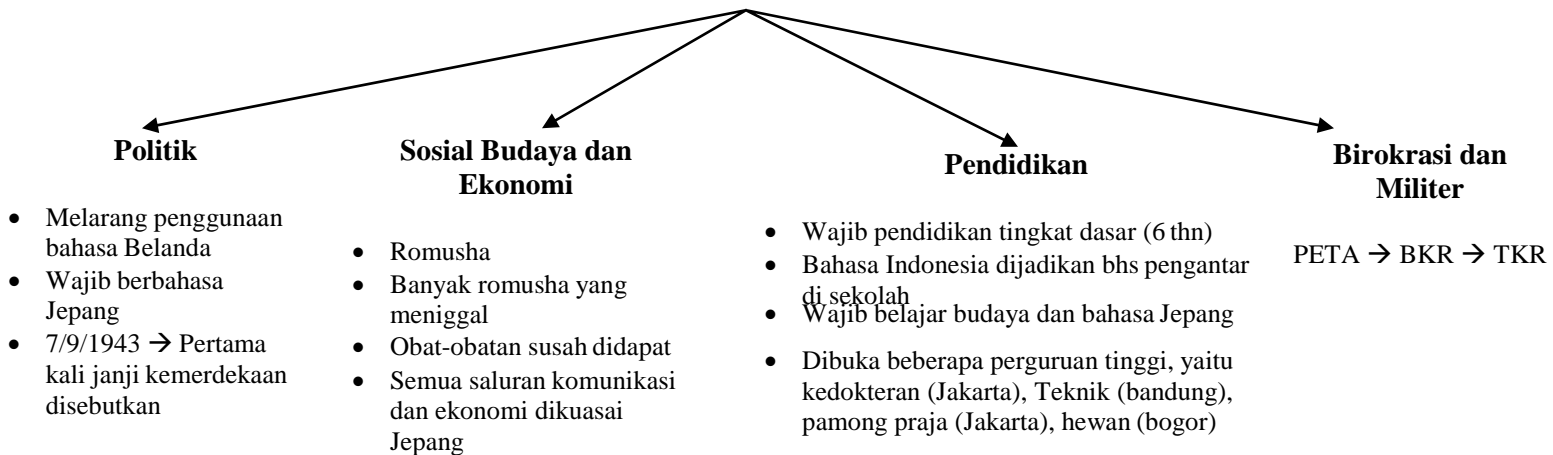 Politik
• Melarang penggunaan
bahasa Belanda
• Wajib berbahasa
Jepang
• 7/9/1943 → Pertama
kali janji kemerdekaan
disebutkan
Sosial Budaya dan
Ekonomi
• Romusha
• Banyak romusha yang
meniggal
• Obat-obatan susah didapat
• Semua saluran komunikasi
dan ekonomi dikuasai
Jepang
Pendidikan
• Wajib pendidikan tingkat dasar (6 thn)
• Bahasa Indonesia dijadikan bhs pengantar
di sekolah
• Wajib belajar budaya dan bahasa Jepang
• Dibuka beberapa perguruan tinggi, yaitu
kedokteran (Jakarta), Teknik (bandung),
pamong praja (Jakarta), hewan (bogor)
Birokrasi dan
Militer
PETA → BKR → TKR